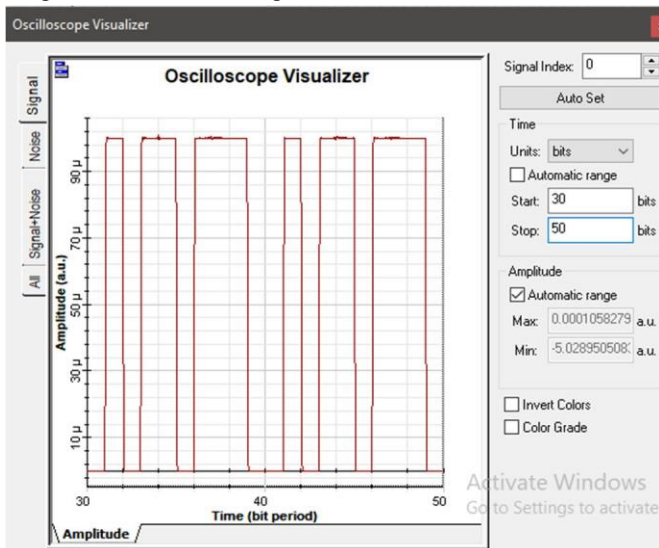 Oscilloscope Visualizer
Signal
Noise
Signal+Noise
All
Oscilloscope Visualizer
Amplitude (a.u.)
90 µ
70 µ
50 µ
30 µ
10 µ
30
40
50
Time (bit period)
Amplitude
Signal Index: 0
Auto Set
Time
Units: bits
Automatic range
Start: 30 bits
Stop: 50 bits
Amplitude
Automatic range
Max: 0.0001058279 a.u.
Min: -5.028950508 a.u.
Invert Colors
Color Grade
Activate Windows
Go to Settings to activate